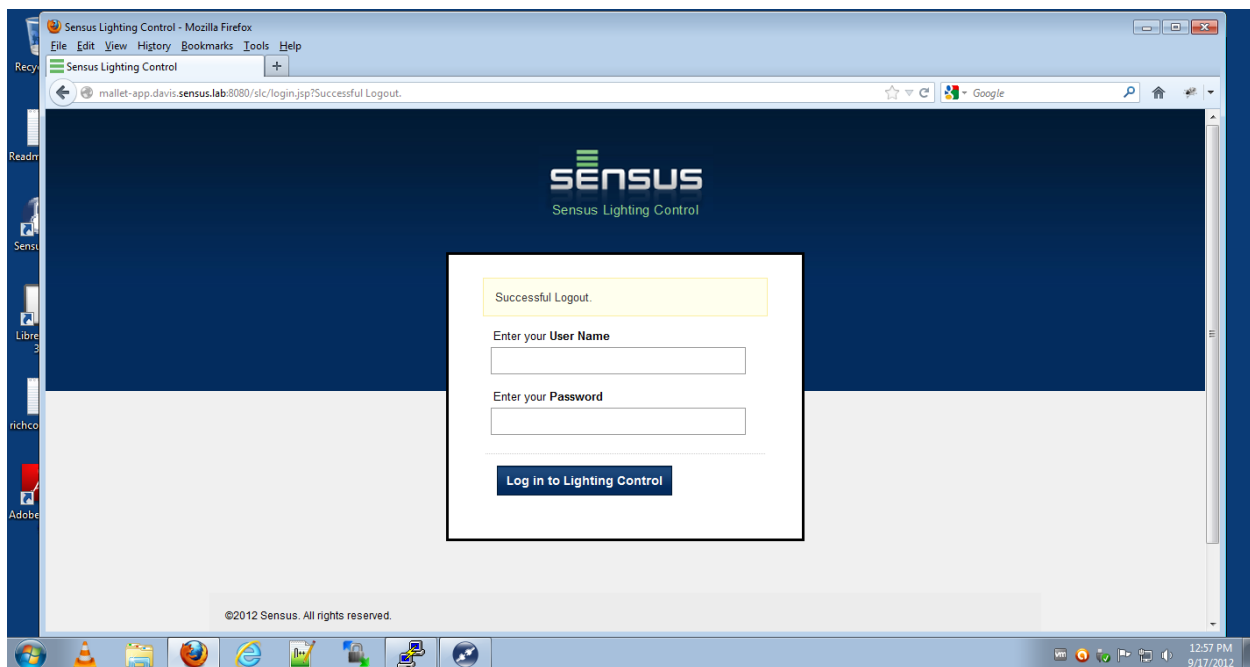 Sensus Lighting Control - Mozilla Firefox
File Edit View History Bookmarks Tools Help
Recy
Sensus Lighting Control +
mallet-app.davis.sensus.lab:8080/slc/login.jsp?Successful Logout.
Google
Readm
sensus
Sensus Lighting Control
Sensu
Successful Logout.
Enter your User Name
Libre
3
Enter your Password
richco
Log in to Lighting Control
Adobe
©2012 Sensus. All rights reserved.
12:57 PM
9/17/2012